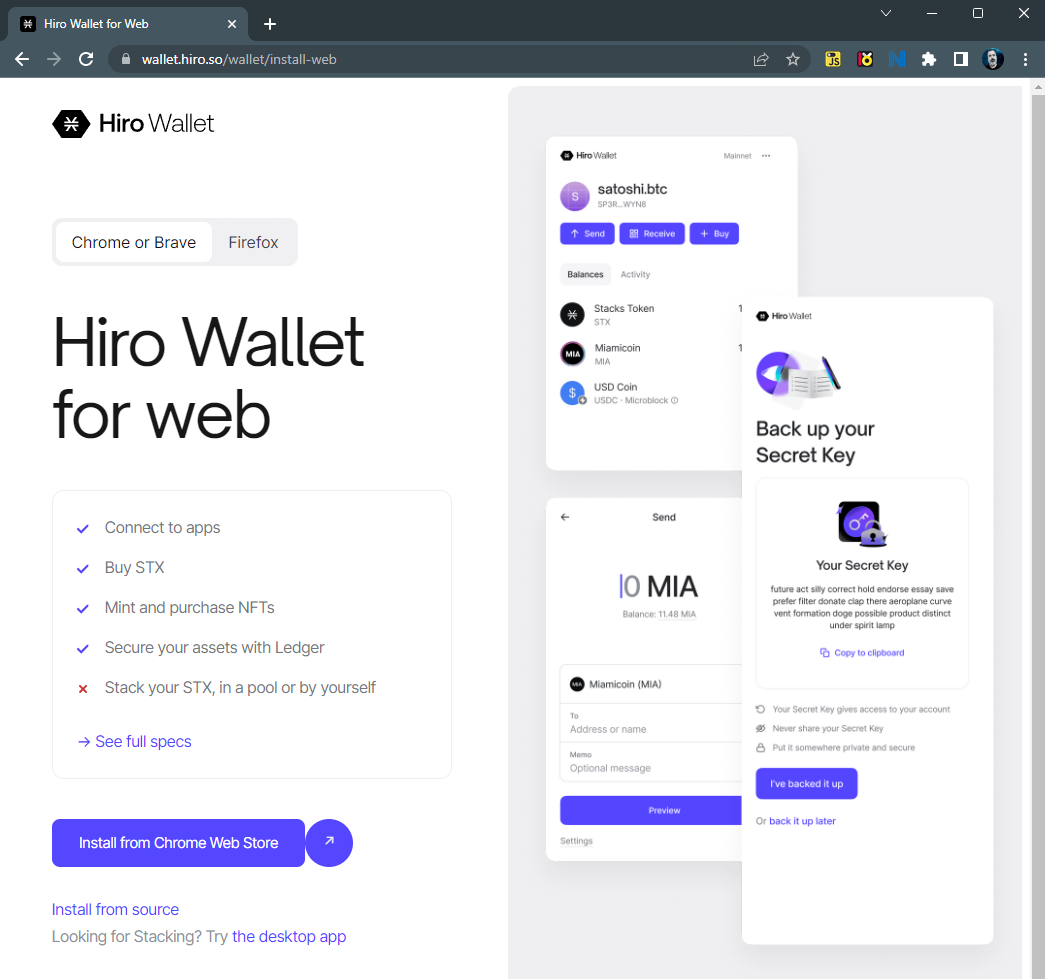 Hiro Wallet for Web
wallet.hiro.so/wallet/install-web
JS
N
Hiro Wallet
Chrome or Brave
Firefox
Hiro Wallet
for web
Connect to apps
Buy STX
Mint and purchase NFTs
Secure your assets with Ledger
Stack your STX, in a pool or by yourself
→ See full specs
Install from Chrome Web Store
Install from source
Looking for Stacking? Try the desktop app
Hiro Wallet
Mainnet
S
satoshi.btc
SP3R...WYN8
Send
Receive
+ Buy
Balances
Activity
Stacks Token
1
STX
MIA
Miamicoin
1
MIA
$
USD Coin
USDC · Microblock
Send
0 MIA
Balance: 11.48 MIA
MIA
Miamicoin (MIA)
To
Address or name
Memo
Optional message
Preview
Settings
Hiro Wallet
Back up your
Secret Key
Your Secret Key
future act silly correct hold endorse essay save
prefer filter donate clap there aeroplane curve
vent formation doge possible product distinct
under spirit lamp
Copy to clipboard
Your Secret Key gives access to your account
Never share your Secret Key
Put it somewhere private and secure
I've backed it up
Or back it up later